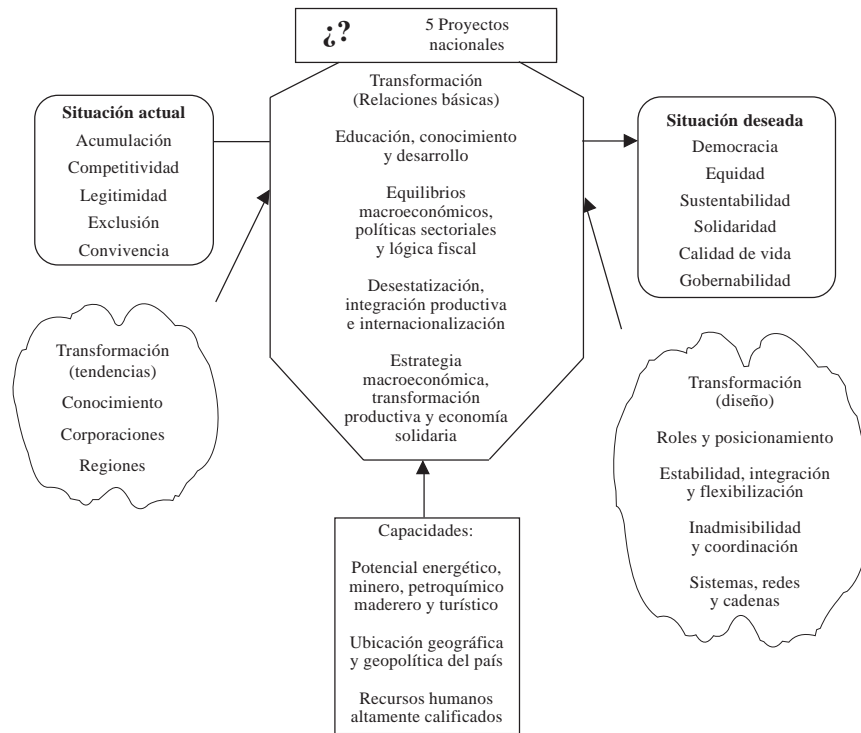 ¿? 5 Proyectos
nacionales
Situación actual
Acumulación
Competitividad
Legitimidad
Exclusión
Convivencia
Transformación
(Relaciones básicas)
Educación, conocimiento
y desarrollo
Equilibrios
macroeconómicos,
políticas sectoriales
y lógica fiscal
Desestatización,
integración productiva
e internacionalización
Estrategia
macroeconómica,
transformación
productiva y economía
solidaria
Situación deseada
Democracia
Equidad
Sustentabilidad
Solidaridad
Calidad de vida
Gobernabilidad
Transformación
(tendencias)
Conocimiento
Corporaciones
Regiones
Transformación
(diseño)
Roles y posicionamiento
Estabilidad, integración
y flexibilización
Inadmisibilidad
y coordinación
Sistemas, redes
y cadenas
Capacidades:
Potencial energético,
minero, petroquímico
maderero y turístico
Ubicación geográfica
y geopolítica del país
Recursos humanos
altamente calificados